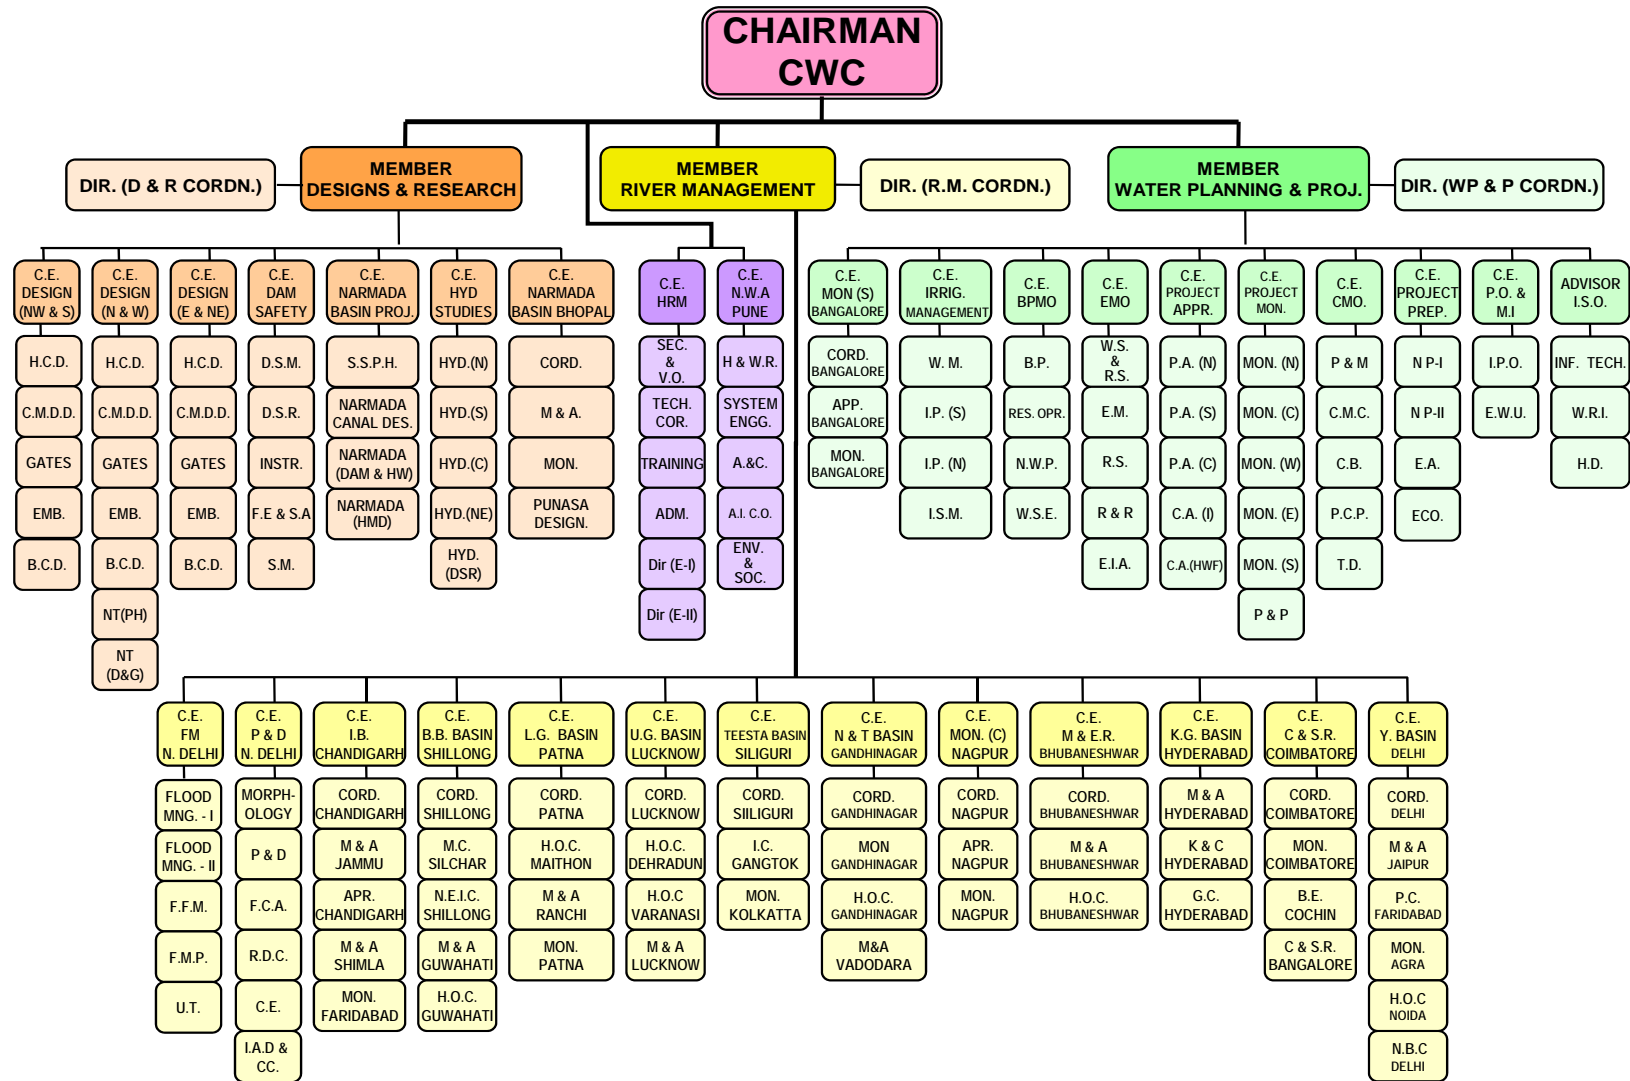 CHAIRMAN
CWC
DIR. (D & R CORDN.)
MEMBER
DESIGNS & RESEARCH
MEMBER
RIVER MANAGEMENT
DIR. (R.M. CORDN.)
MEMBER
WATER PLANNING & PROJ.
DIR. (WP & P CORDN.)
C.E.
DESIGN
(NW & S)
H.C.D.
C.M.D.D.
GATES
EMB.
B.C.D.
C.E.
DESIGN
(N & W)
H.C.D.
C.M.D.D.
GATES
EMB.
B.C.D.
NT(PH)
NT
(D&G)
C.E.
DESIGN
(E & NE)
H.C.D.
C.M.D.D.
GATES
EMB.
B.C.D.
C.E.
DAM
SAFETY
D.S.M.
D.S.R.
INSTR.
F.E & S.A
S.M.
C.E.
NARMADA
BASIN PROJ.
S.S.P.H.
NARMADA
CANAL DES.
NARMADA
(DAM & HW)
NARMADA
(HMD)
C.E.
HYD
STUDIES
HYD.(N)
HYD.(S)
HYD.(C)
HYD.(NE)
HYD.
(DSR)
C.E.
NARMADA
BASIN BHOPAL
CORD.
M & A.
MON.
PUNASA
DESIGN.
C.E.
HRM
SEC.
&
V.O.
TECH.
COR.
TRAINING
ADM.
Dir (E-I)
Dir (E-II)
C.E.
N.W.A
PUNE
H & W.R.
SYSTEM
ENGG.
A.&C.
A.I. C.O.
ENV.
&
SOC.
C.E.
MON (S)
BANGALORE
CORD.
BANGALORE
APP.
BANGALORE
MON.
BANGALORE
C.E.
IRRIG.
MANAGEMENT
W. M.
I.P. (S)
I.P. (N)
I.S.M.
C.E.
BPMO
B.P.
RES. OPR.
N.W.P.
W.S.E.
C.E.
EMO
W.S.
&
R.S.
E.M.
R.S.
R & R
E.I.A.
C.E.
PROJECT
APPR.
P.A. (N)
P.A. (S)
P.A. (C)
C.A. (I)
C.A.(HWF)
C.E.
PROJECT
MON.
MON. (N)
MON. (C)
MON. (W)
MON. (E)
MON. (S)
P & P
C.E.
CMO.
P & M
C.M.C.
C.B.
P.C.P.
T.D.
C.E.
PROJECT
PREP.
N P-I
N P-II
E.A.
ECO.
C.E.
P.O. &
M.I
I.P.O.
E.W.U.
ADVISOR
I.S.O.
INF. TECH.
W.R.I.
H.D.
C.E.
FM
N. DELHI
FLOOD
MNG. - I
FLOOD
MNG. - II
F.F.M.
F.M.P.
U.T.
C.E.
P & D
N. DELHI
MORPH-
OLOGY
P & D
F.C.A.
R.D.C.
C.E.
I.A.D &
CC.
C.E.
I.B.
CHANDIGARH
CORD.
CHANDIGARH
M & A
JAMMU
APR.
CHANDIGARH
M & A
SHIMLA
MON.
FARIDABAD
C.E.
B.B. BASIN
SHILLONG
CORD.
SHILLONG
M.C.
SILCHAR
N.E.I.C.
SHILLONG
M & A
GUWAHATI
H.O.C.
GUWAHATI
C.E.
L.G. BASIN
PATNA
CORD.
PATNA
H.O.C.
MAITHON
M & A
RANCHI
MON.
PATNA
C.E.
U.G. BASIN
LUCKNOW
CORD.
LUCKNOW
H.O.C.
DEHRADUN
H.O.C
VARANASI
M & A
LUCKNOW
C.E.
TEESTA BASIN
SILIGURI
CORD.
SIILIGURI
I.C.
GANGTOK
MON.
KOLKATTA
C.E.
N & T BASIN
GANDHINAGAR
CORD.
GANDHINAGAR
MON
GANDHINAGAR
H.O.C.
GANDHINAGAR
M&A
VADODARA
C.E.
MON. (C)
NAGPUR
CORD.
NAGPUR
APR.
NAGPUR
MON.
NAGPUR
C.E.
M & E.R.
BHUBANESHWAR
CORD.
BHUBANESHWAR
M & A
BHUBANESHWAR
H.O.C.
BHUBANESHWAR
C.E.
K.G. BASIN
HYDERABAD
M & A
HYDERABAD
K & C
HYDERABAD
G.C.
HYDERABAD
C.E.
C & S.R.
COIMBATORE
CORD.
COIMBATORE
MON.
COIMBATORE
B.E.
COCHIN
C & S.R.
BANGALORE
C.E.
Y. BASIN
DELHI
CORD.
DELHI
M & A
JAIPUR
P.C.
FARIDABAD
MON.
AGRA
H.O.C
NOIDA
N.B.C
DELHI